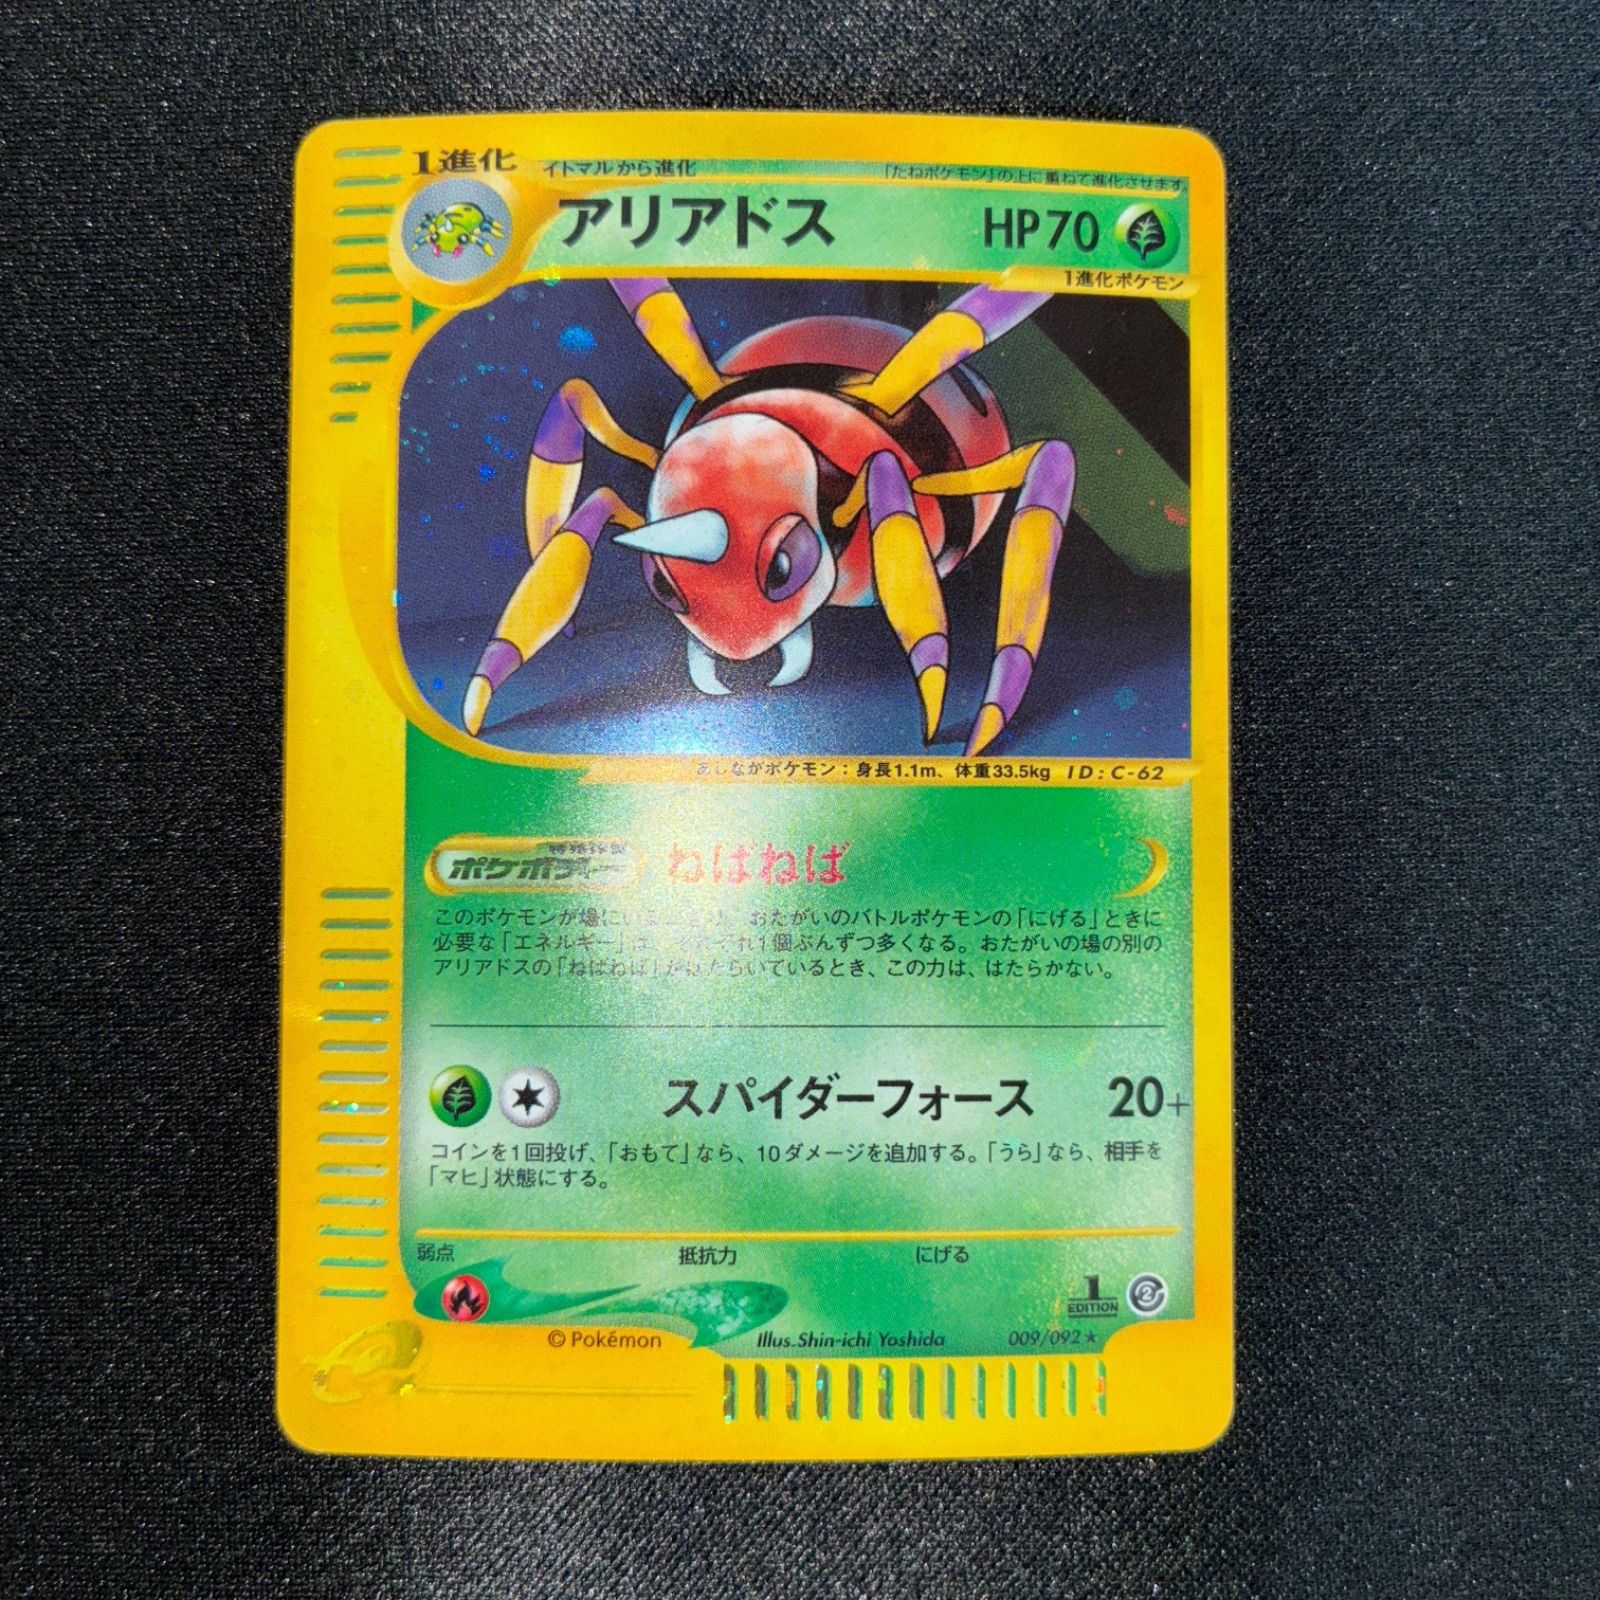 1進化 イトマルから進化 「たねポケモン」の上に重ねて進化させます。
アリアドス HP70
1進化ポケモン
あしながポケモン：身長1.1m、体重33.5kg ID：C-62
特殊体質
ポケボディー ねばねば
このポケモンが場にいるかぎり、おたがいのバトルポケモンの「にげる」ときに
必要な「エネルギー」は、それぞれ1個ぶんずつ多くなる。おたがいの場の別の
アリアドスの「ねばねば」がはたらいているとき、この力は、はたらかない。
スパイダーフォース 20+
コインを1回投げ、「おもて」なら、10ダメージを追加する。「うら」なら、相手を
「マヒ」状態にする。
弱点 抵抗力 にげる
1
EDITION 2
© Pokémon Illus. Shin-ichi Yoshida 009/092★